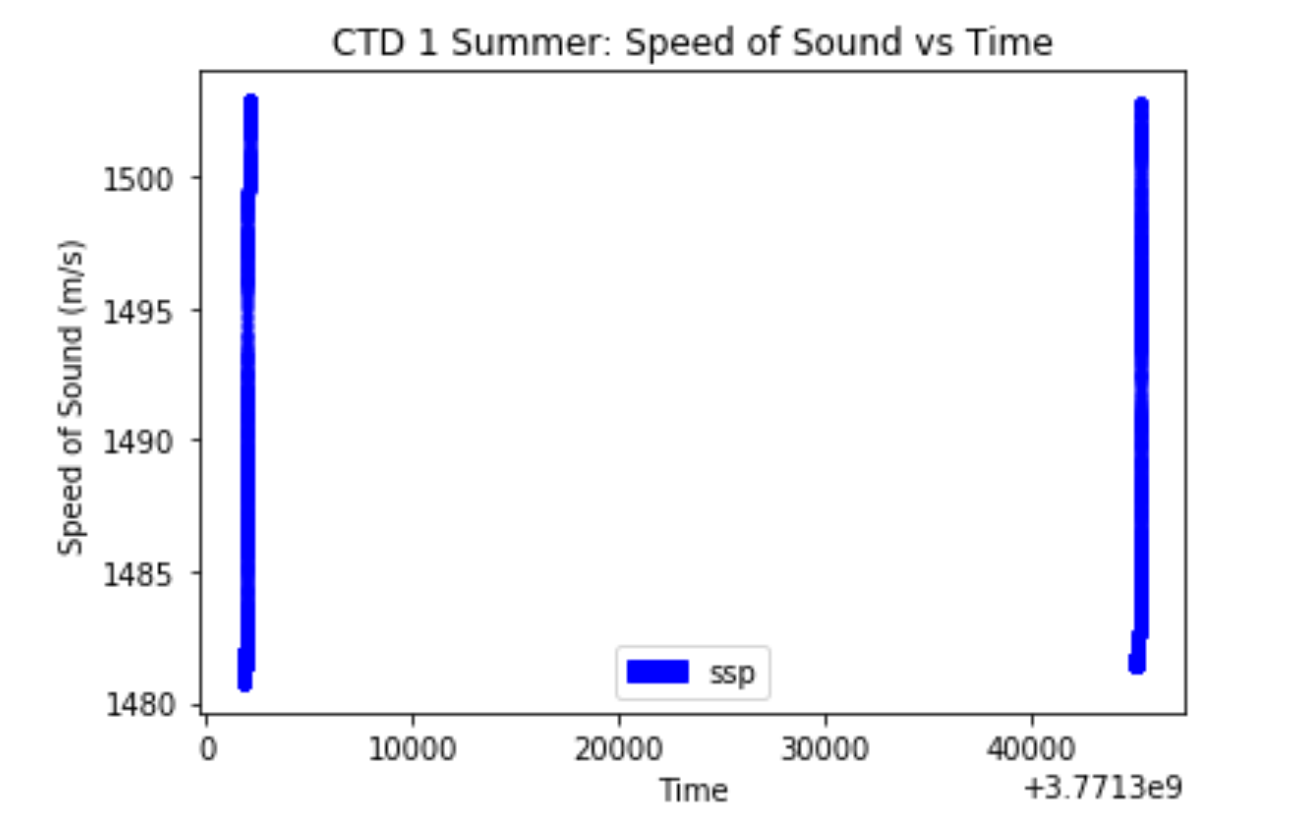 CTD 1 Summer: Speed of Sound vs Time
Speed of Sound (m/s)
1500
1495
1490
1485
1480
ssp
0 10000 20000 30000 40000
Time
+3.7713e9